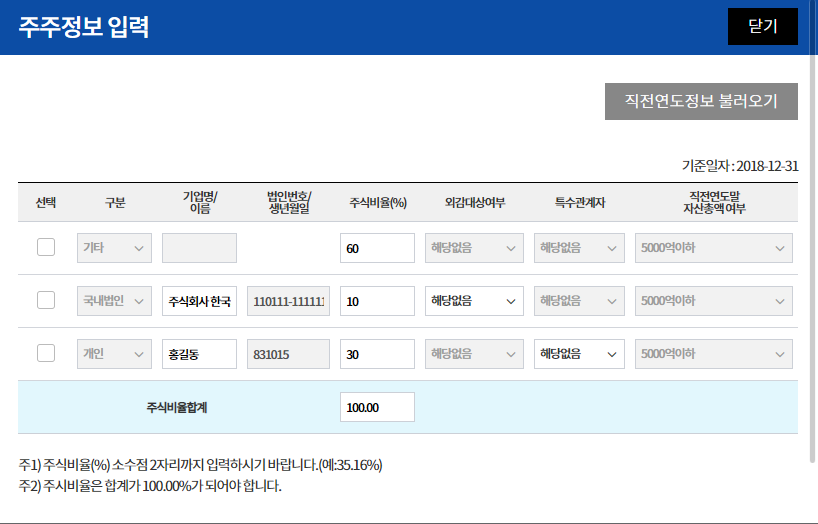 주주정보 입력
닫기
직전연도정보 불러오기
기준일자 : 2018-12-31
선택 구분 기업명/ 이름 법인번호/ 생년월일 주식비율(%) 외감대상여부 특수관계자 직전연도말 자산총액 여부
기타 60 해당없음 해당없음 5000억이하
국내법인 주식회사 한국 110111-111111 10 해당없음 해당없음 5000억이하
개인 홍길동 831015 30 해당없음 해당없음 5000억이하
주식비율합계 100.00
주1) 주식비율(%) 소수점 2자리까지 입력하시기 바랍니다.(예:35.16%)
주2) 주시비율은 합계가 100.00%가 되어야 합니다.